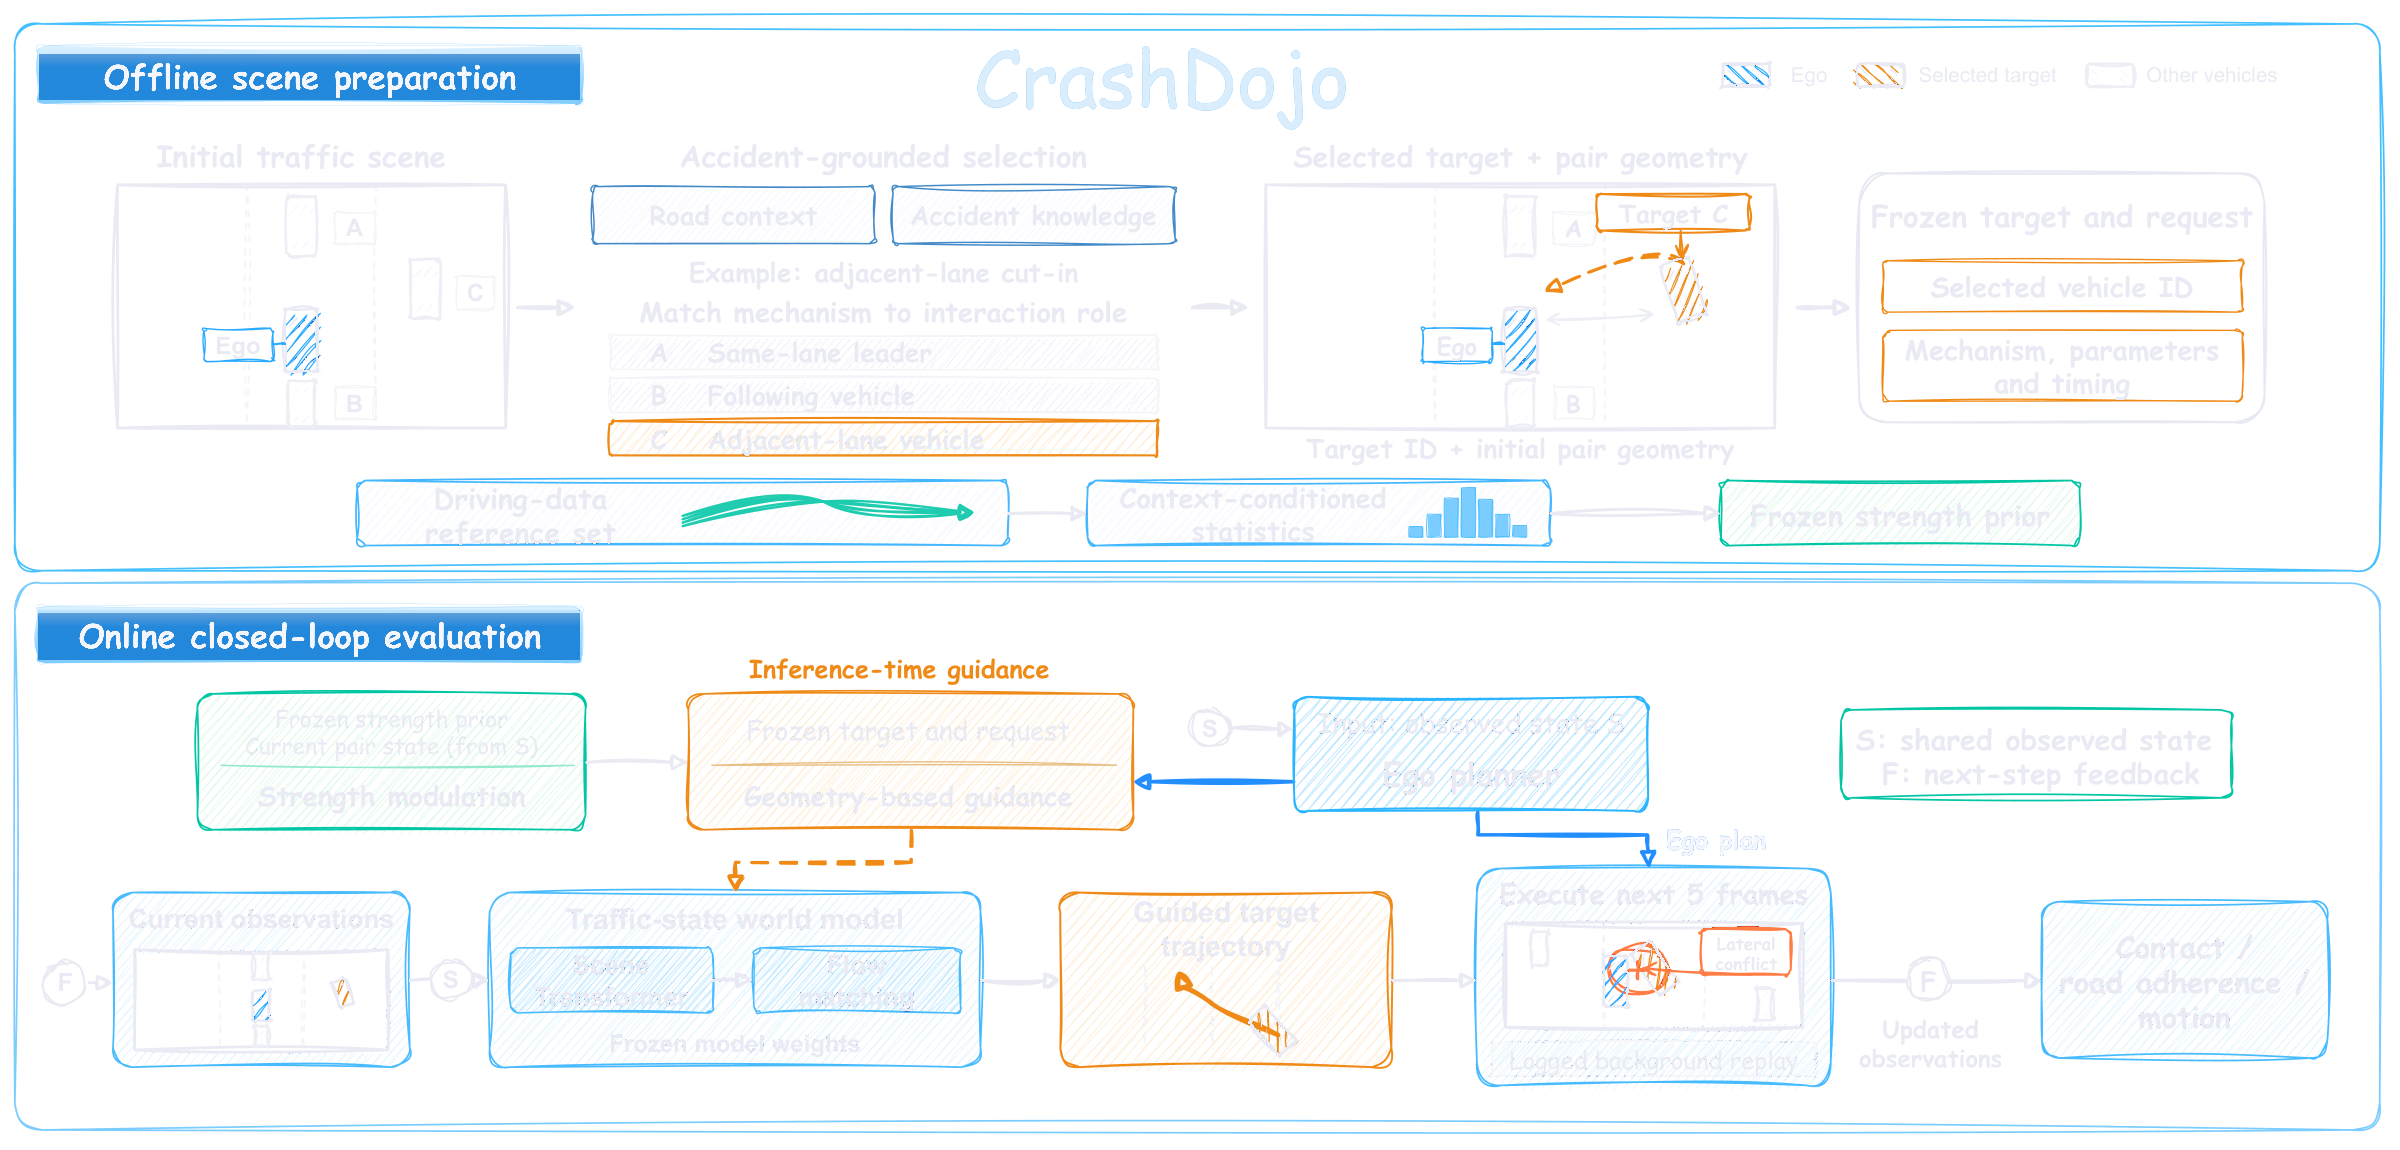 Offline scene preparation
CrashDojo
Ego
Selected target
Other vehicles
Initial traffic scene
A
C
Ego
B
Accident-grounded selection
Road context
Accident knowledge
Example: adjacent-lane cut-in
Match mechanism to interaction role
A Same-lane leader
B Following vehicle
C Adjacent-lane vehicle
Selected target + pair geometry
A
Target C
Ego
B
Target ID + initial pair geometry
Frozen target and request
Selected vehicle ID
Mechanism, parameters
and timing
Driving-data
reference set
Context-conditioned
statistics
Frozen strength prior
Online closed-loop evaluation
Inference-time guidance
Frozen strength prior
Current pair state (from S)
Strength modulation
Frozen target and request
Geometry-based guidance
S
Input: observed state S
Ego planner
S: shared observed state
F: next-step feedback
Ego plan
F
Current observations
S
Traffic-state world model
Scene
Transformer
Flow
matching
Frozen model weights
Guided target
trajectory
Execute next 5 frames
Lateral
conflict
Logged background replay
F
Updated
observations
Contact /
road adherence /
motion